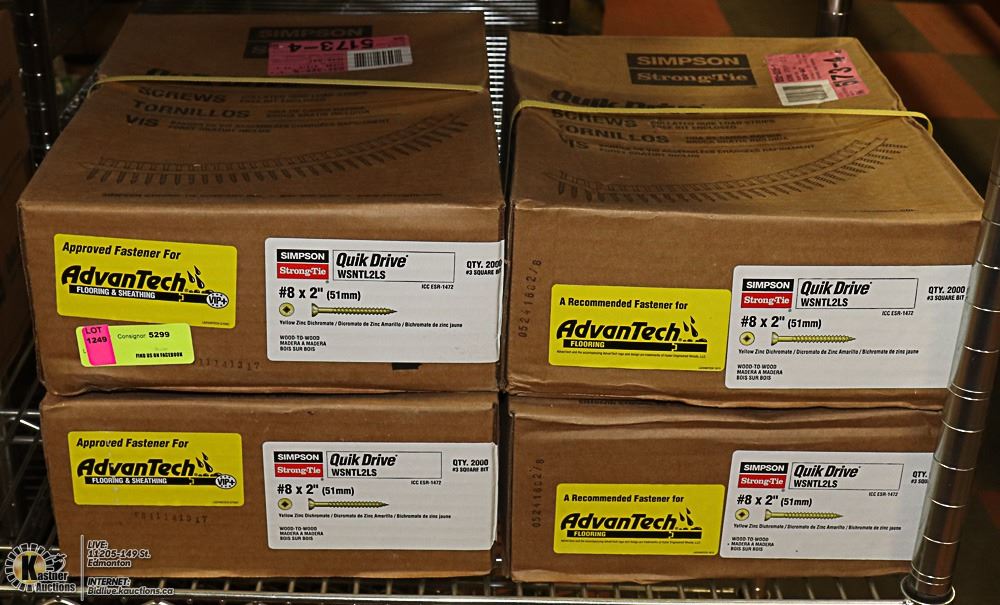 SIMPSON
5173-4
SCREWS
TORNILLOS
VIS
SIMPSON
Strong-Tie
Quik Drive
SCREWS
TORNILLOS
VIS
Approved Fastener For
AdvanTech
FLOORING & SHEATHING
VIP+
LOT
1249
Consignor 5299
FIND US ON FACEBOOK
SIMPSON
Strong-Tie
Quik Drive
WSNTL2LS
QTY. 2000
#3 SQUARE BIT
ICC ESR-1472
#8 x 2" (51mm)
Yellow Zinc Dichromate / Dicromato de Zinc Amarillo / Bichromate de zinc jaune
WOOD-TO-WOOD
MADERA A MADERA
BOIS SUR BOIS
A Recommended Fastener for
AdvanTech
FLOORING
SIMPSON
Strong-Tie
Quik Drive
WSNTL2LS
QTY. 2000
#3 SQUARE BIT
ICC ESR-1472
#8 x 2" (51mm)
Yellow Zinc Dichromate / Dicromato de Zinc Amarillo / Bichromate de zinc jaune
WOOD-TO-WOOD
MADERA A MADERA
BOIS SUR BOIS
Approved Fastener For
AdvanTech
FLOORING & SHEATHING
VIP+
SIMPSON
Strong-Tie
Quik Drive
WSNTL2LS
QTY. 2000
#3 SQUARE BIT
ICC ESR-1472
#8 x 2" (51mm)
Yellow Zinc Dichromate / Dicromato de Zinc Amarillo / Bichromate de zinc jaune
WOOD-TO-WOOD
MADERA A MADERA
BOIS SUR BOIS
A Recommended Fastener for
AdvanTech
FLOORING
SIMPSON
Strong-Tie
Quik Drive
WSNTL2LS
QTY.
ICC ESR-1472
#8 x 2" (51mm)
Yellow Zinc Dichromate / Dicromato de Zinc Amarillo / Bichromate de zinc jaune
WOOD-TO-WOOD
MADERA A MADERA
BOIS SUR BOIS
Kastner
Auctions
LIVE:
11205-149 St.
Edmonton
INTERNET:
Bidlive.kauctions.ca